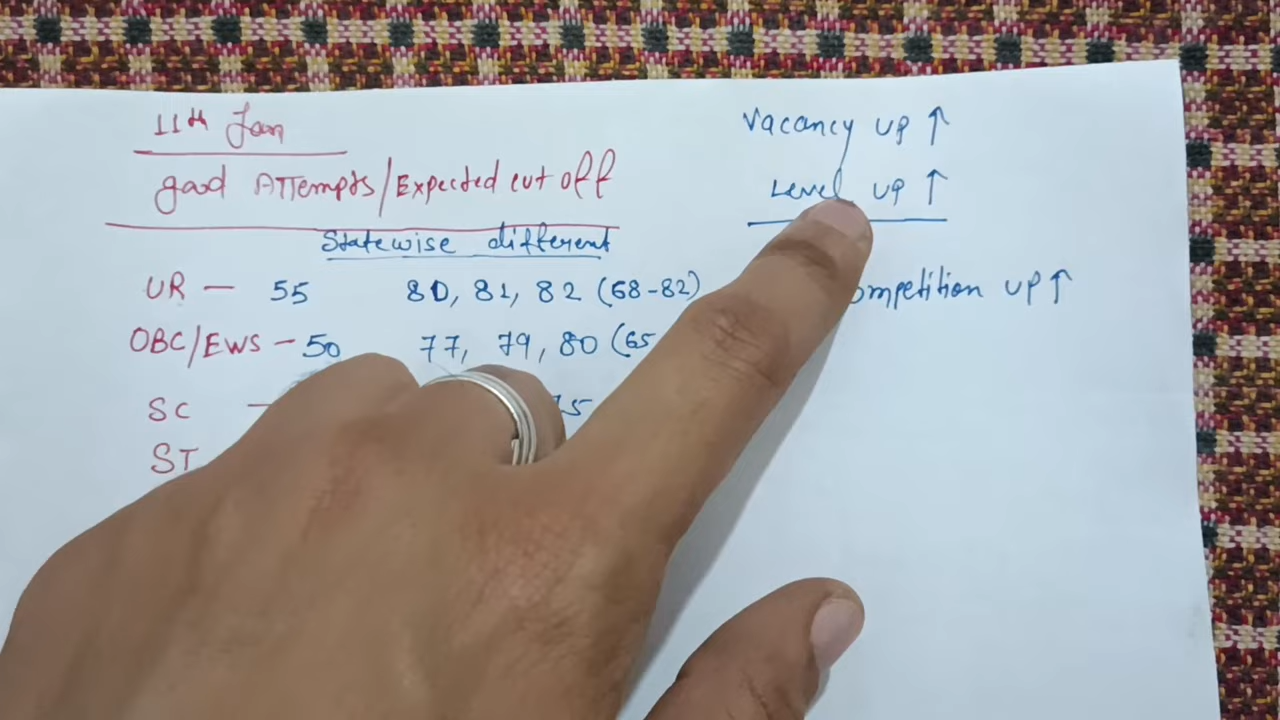 11th Jan
good Attempts/Expected cut off
Statewise different
UR - 55 80, 81, 82 (68-82)
OBC/EWS - 50 77, 79, 80 (65
SC -
ST
Vacancy up ↑
Level up ↑
ompetition up ↑